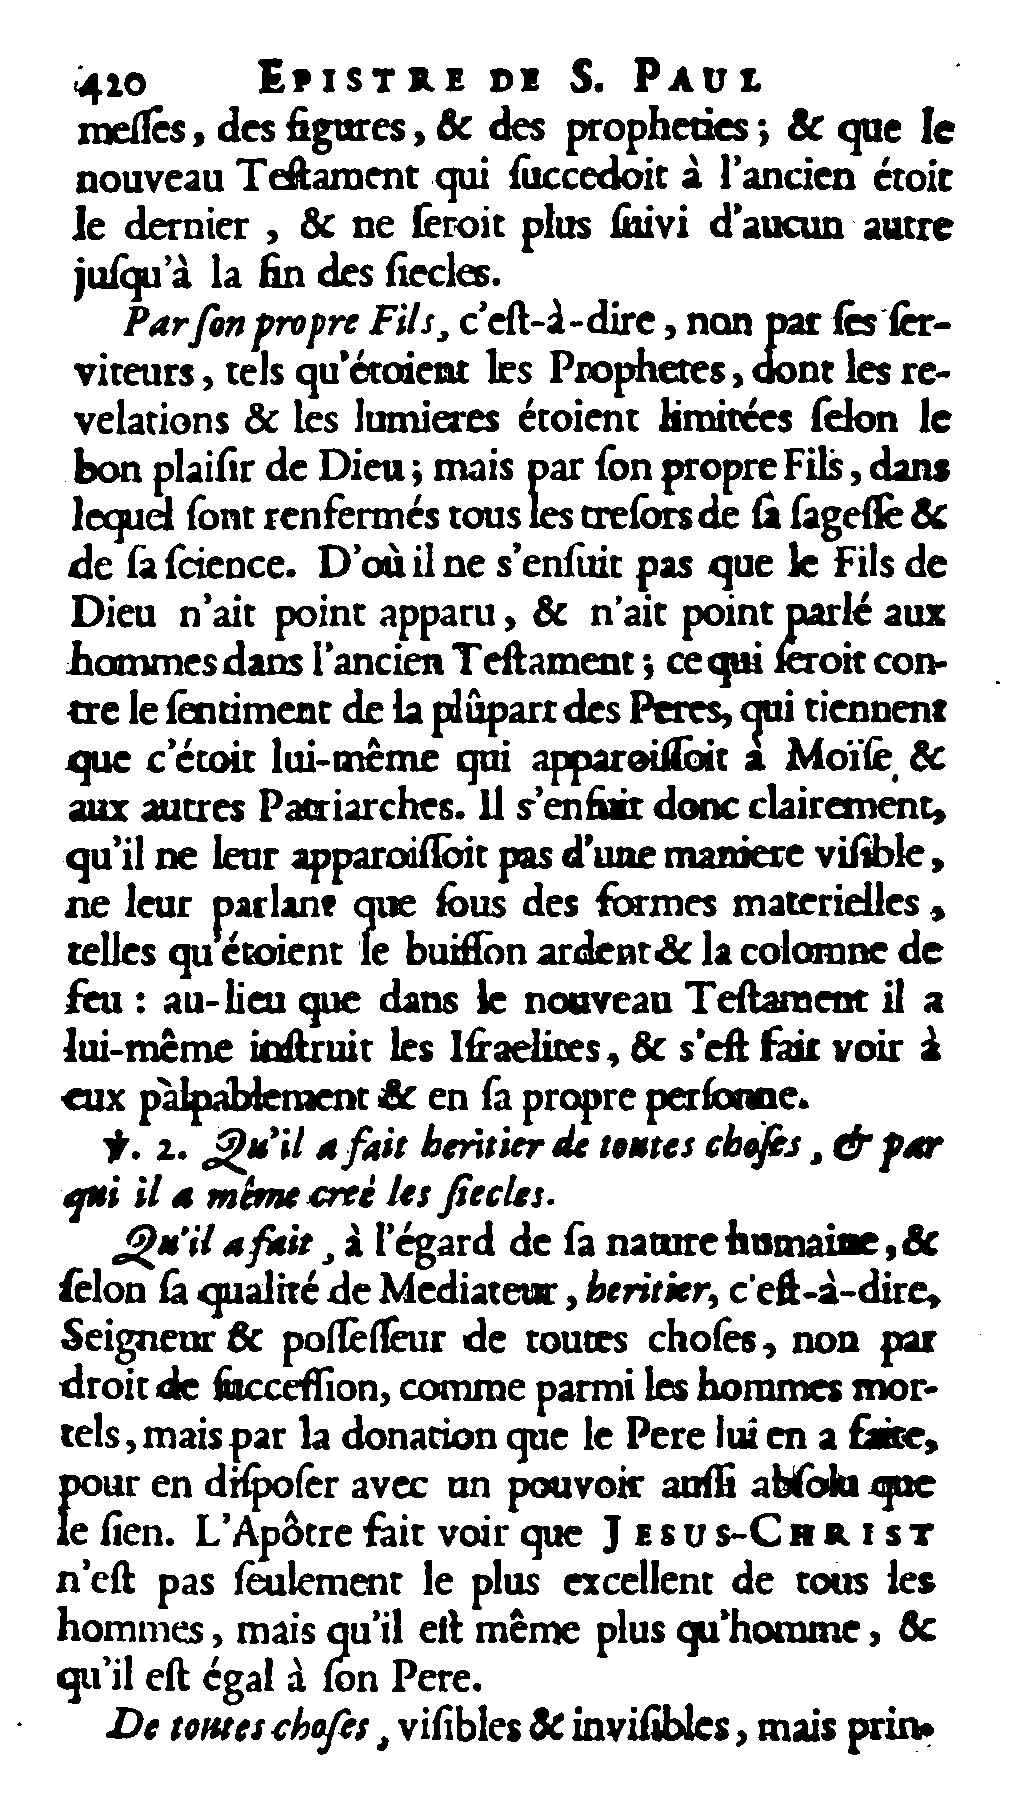 420 EPISTRE DE S. PAUL
meſſes, des figures, & des propheties; & que le
nouveau Teſtament qui ſuccedoit à l'ancien étoit
le dernier, & ne ſeroit plus ſuivi d'aucun autre
juſqu'à la fin des ſiecles.
Par ſon propre Fils, c'eſt-à-dire, non par ſes ſer-
viteurs, tels qu'étoient les Prophetes, dont les re-
velations & les lumieres étoient limitées ſelon le
bon plaiſir de Dieu; mais par ſon propre Fils, dans
lequel ſont renfermés tous les treſors de ſa ſageſſe &
de ſa ſcience. D'où il ne s'enſuit pas que le Fils de
Dieu n'ait point apparu, & n'ait point parlé aux
hommes dans l'ancien Teſtament; ce qui ſeroit con-
tre le ſentiment de la plûpart des Peres, qui tiennent
que c'étoit lui-même qui apparoiſſoit à Moïſe, &
aux autres Patriarches. Il s'enſuit donc clairement,
qu'il ne leur apparoiſſoit pas d'une maniere viſible,
ne leur parlant que ſous des formes materielles,
telles qu'étoient le buiſſon ardent & la colomne de
feu : au-lieu que dans le nouveau Teſtament il a
lui-même inſtruit les Iſraelites, & s'eſt fait voir à
eux palpablement & en ſa propre perſonne.
℣. 2. Qu'il a fait heritier de toutes choſes, & par
qui il a même creé les ſiecles.
Qu'il a fait, à l'égard de ſa nature humaine, &
ſelon ſa qualité de Mediateur, heritier, c'eſt-à-dire,
Seigneur & poſſeſſeur de toutes choſes, non par
droit de ſucceſſion, comme parmi les hommes mor-
tels, mais par la donation que le Pere lui en a faite,
pour en diſpoſer avec un pouvoir auſſi abſolu que
le ſien. L'Apôtre fait voir que JESUS-CHRIST
n'eſt pas ſeulement le plus excellent de tous les
hommes, mais qu'il eſt même plus qu'homme, &
qu'il eſt égal à ſon Pere.
De toutes choſes, viſibles & inviſibles, mais prin-